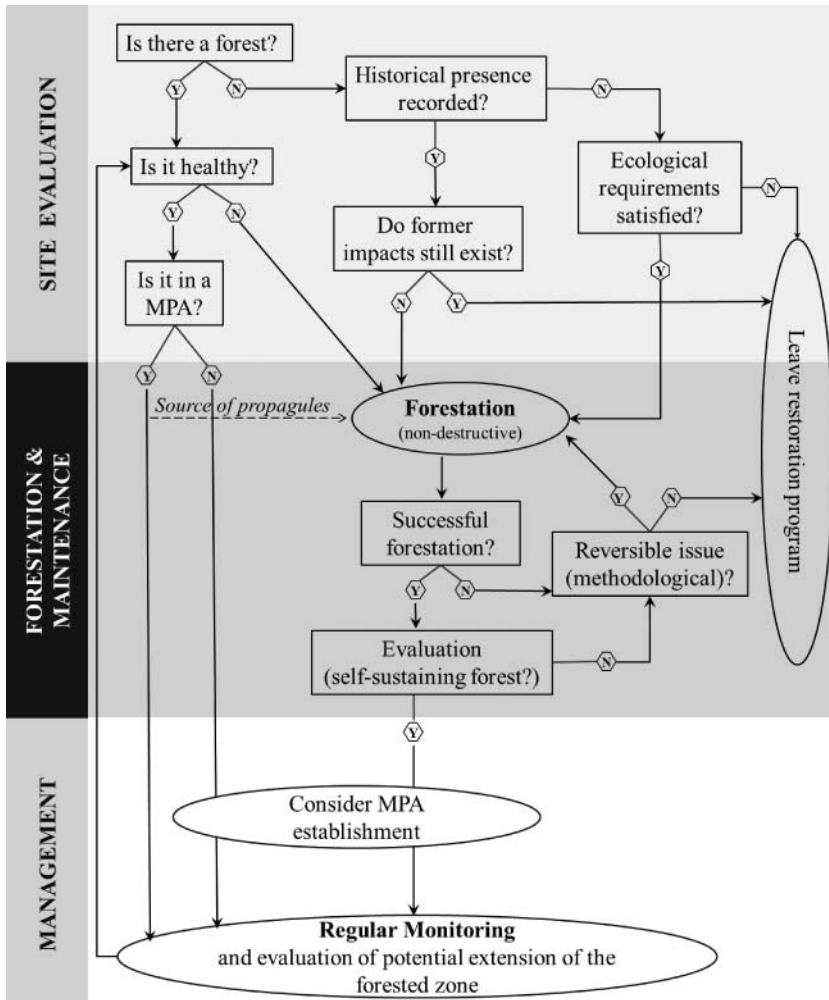 SITE EVALUATION
Is there a forest?
Y
N
Historical presence
recorded?
N
Y
Is it healthy?
Y
N
Ecological
requirements
satisfied?
N
Y
Do former
impacts still exist?
N
Y
Is it in a
MPA?
Y
N
Leave restoration program
FORESTATION &
MAINTENANCE
Source of propagules
Forestation
(non-destructive)
Successful
forestation?
Y
N
Reversible issue
(methodological)?
Y
N
Evaluation
(self-sustaining forest?)
N
Y
MANAGEMENT
Consider MPA
establishment
Regular Monitoring
and evaluation of potential extension of the
forested zone